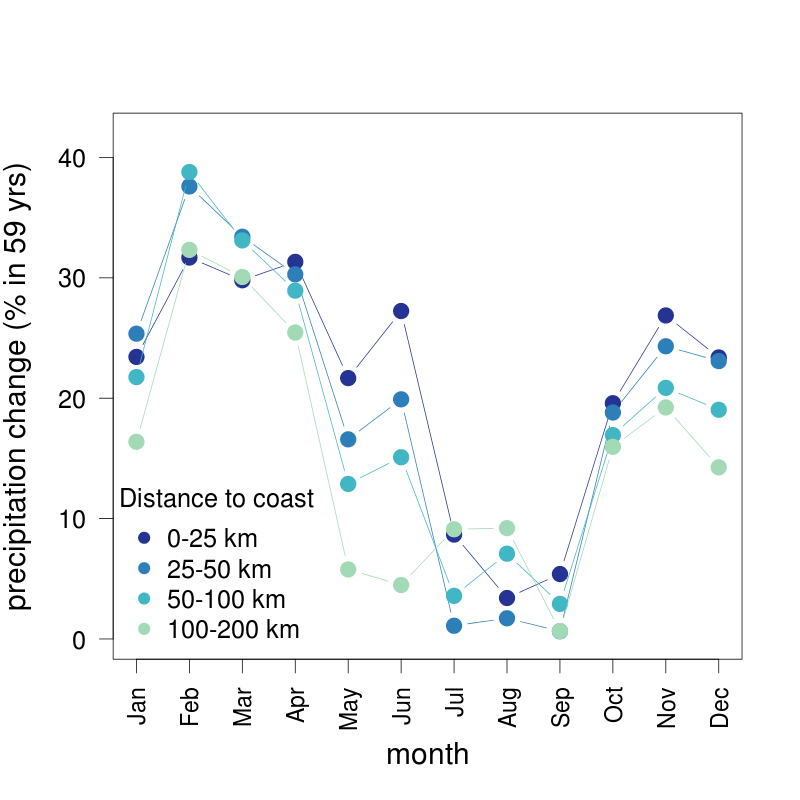 precipitation change (% in 59 yrs)
40
30
20
10
0
Distance to coast
0-25 km
25-50 km
50-100 km
100-200 km
Jan
Feb
Mar
Apr
May
Jun
Jul
Aug
Sep
Oct
Nov
Dec
month